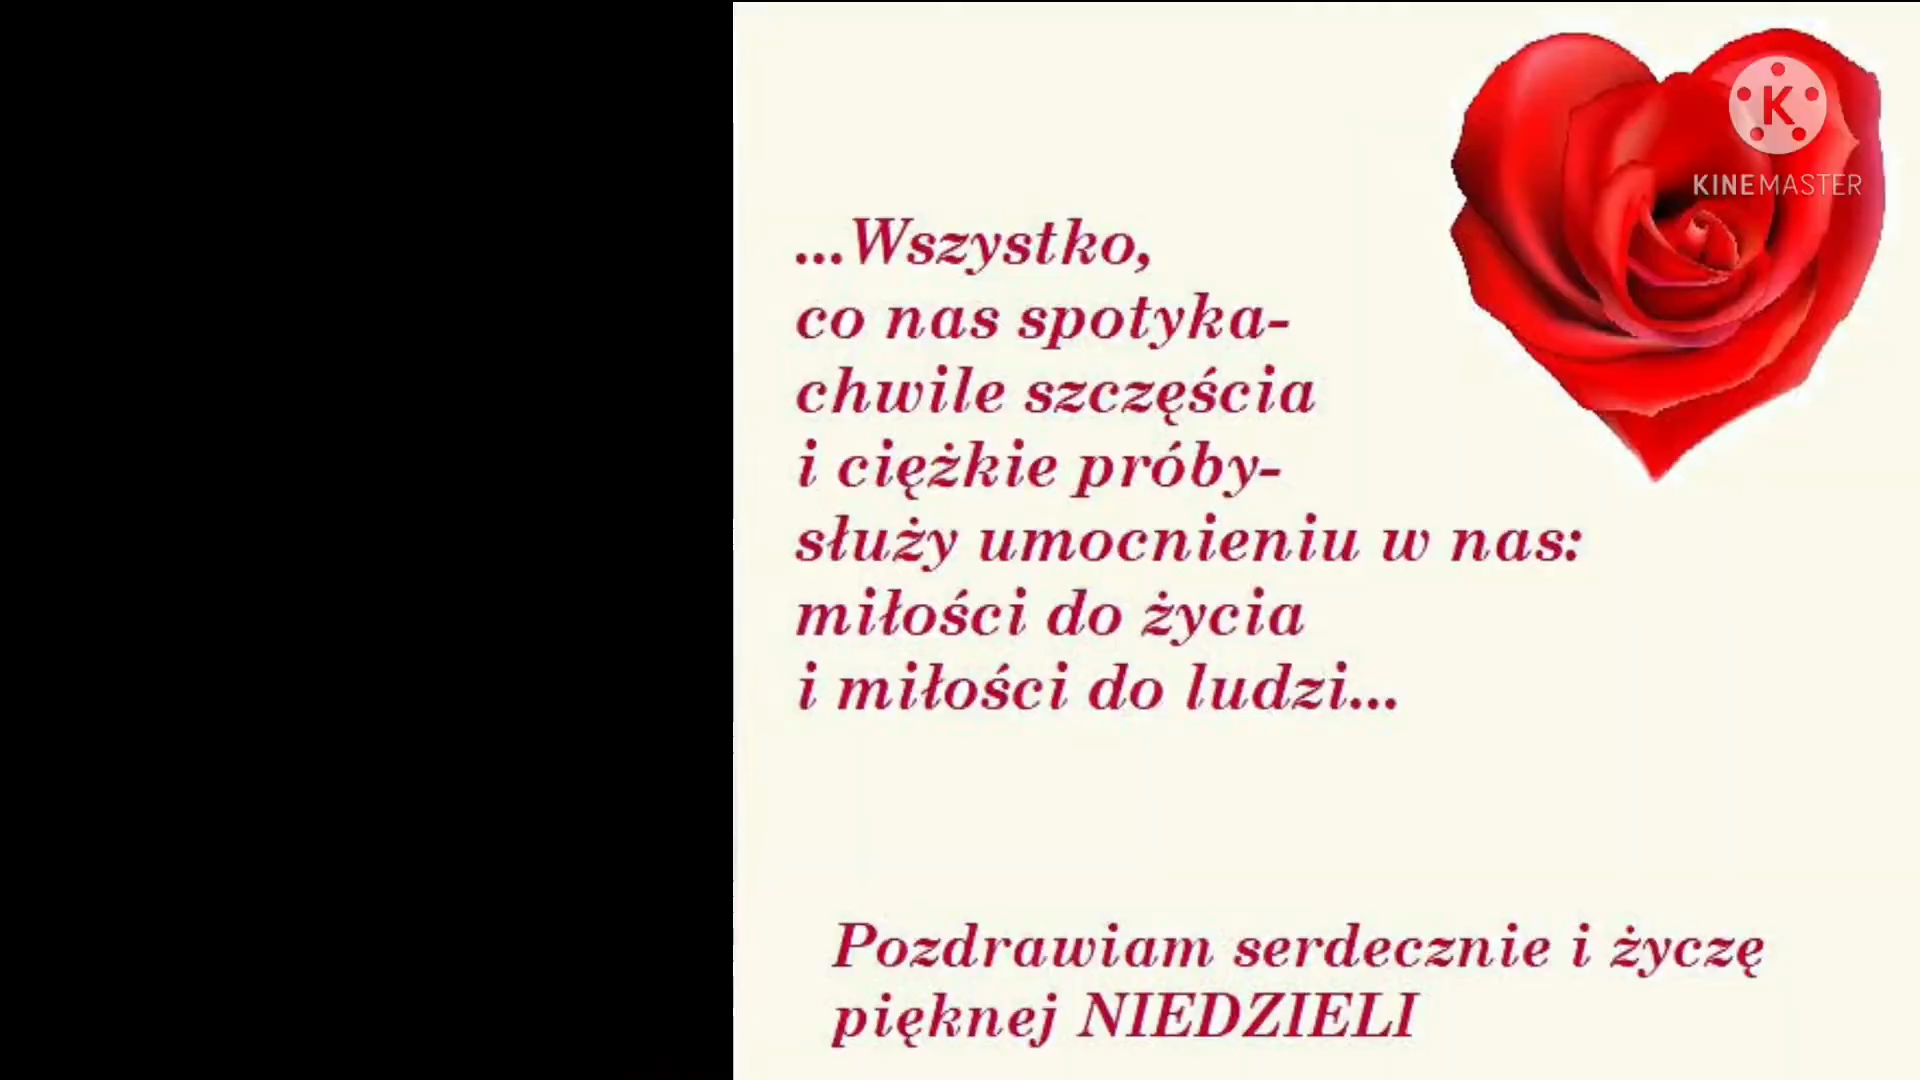 ...Wszystko,
co nas spotyka-
chwile szczęścia
i ciężkie próby-
służy umocnieniu w nas:
miłości do życia
i miłości do ludzi...
Pozdrawiam serdecznie i życzę
pięknej NIEDZIELI
K
KINEMASTER